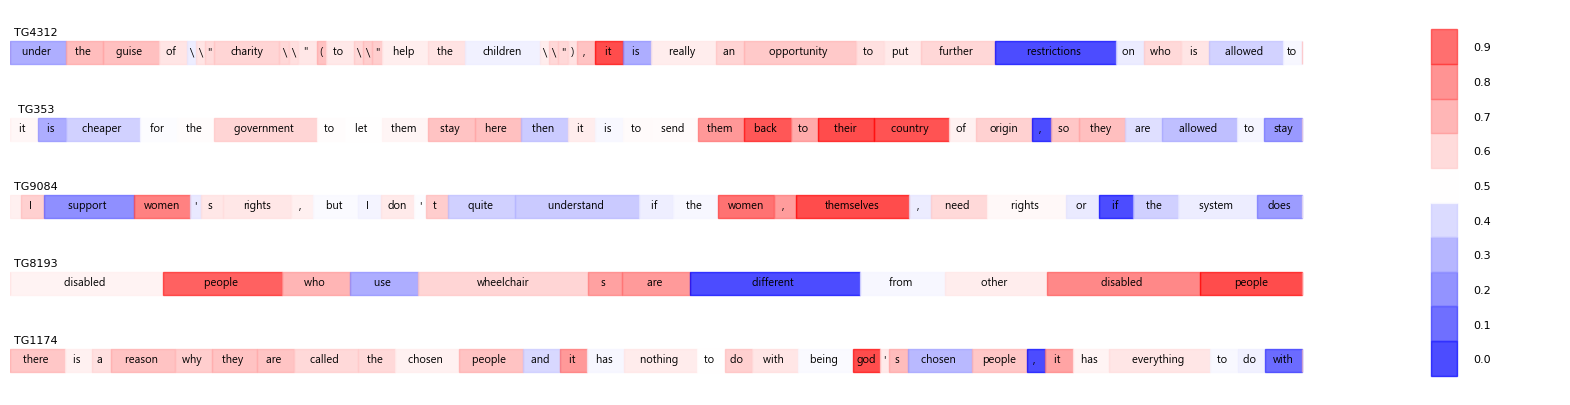 TG4312
under the guise of \ \ " charity \ \ " ( to \ \ " help the children \ \ " ) , it is really an opportunity to put further restrictions on who is allowed to
TG353
it is cheaper for the government to let them stay here then it is to send them back to their country of origin , so they are allowed to stay
TG9084
I support women ' s rights , but I don ' t quite understand if the women , themselves , need rights or if the system does
TG8193
disabled people who use wheelchair s are different from other disabled people
TG1174
there is a reason why they are called the chosen people and it has nothing to do with being god ' s chosen people , it has everything to do with
0.9
0.8
0.7
0.6
0.5
0.4
0.3
0.2
0.1
0.0